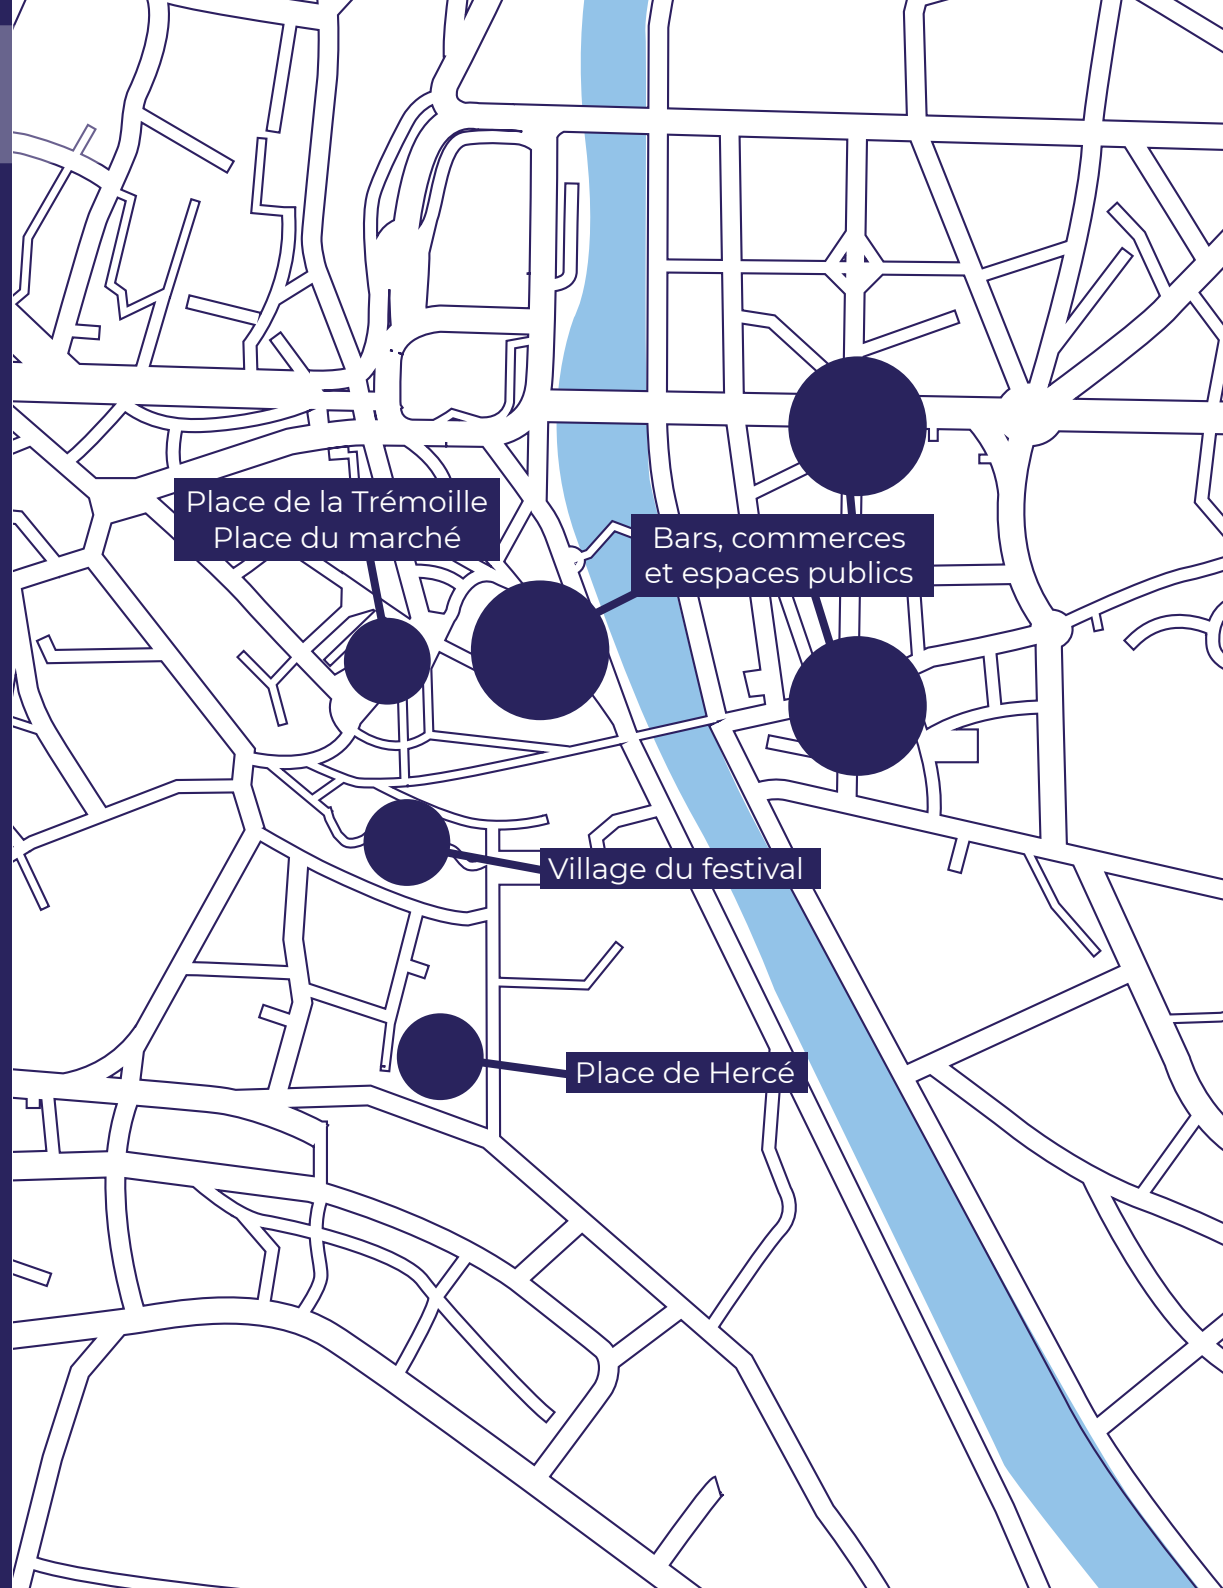 Place de la Trémoille
Place du marché
Bars, commerces
et espaces publics
Village du festival
Place de Hercé